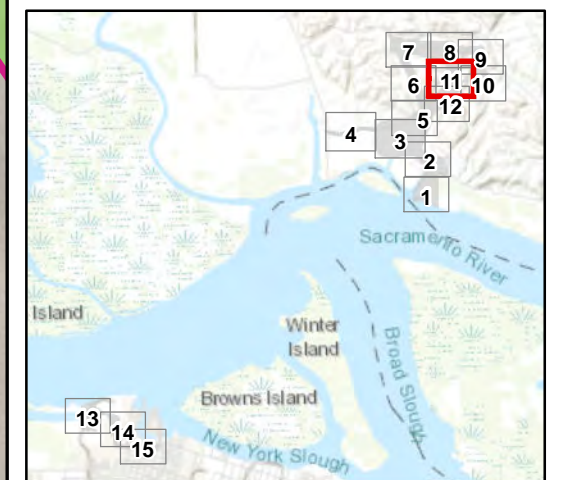 7 8 9
6 11 10
12
5
4 3
2
1
Sacramento River
Island
Winter
Island
Broad Slough
Browns Island
13
14
15
New York Slough